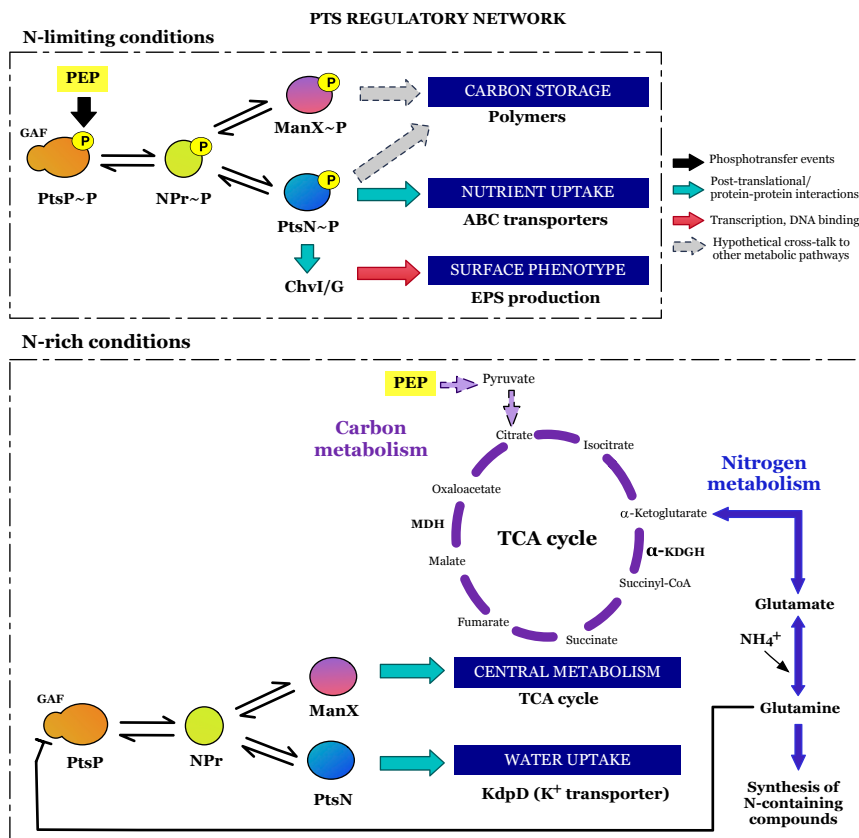 PTS REGULATORY NETWORK
N-limiting conditions
PEP
P
GAF
PtsP~P
P
NPr~P
P
ManX~P
P
PtsN~P
ChvI/G
CARBON STORAGE
Polymers
NUTRIENT UPTAKE
ABC transporters
SURFACE PHENOTYPE
EPS production
Phosphotransfer events
Post-translational/
protein-protein interactions
Transcription, DNA binding
Hypothetical cross-talk to
other metabolic pathways
N-rich conditions
PEP
Pyruvate
Carbon
metabolism
Citrate
Isocitrate
Oxaloacetate
α-Ketoglutarate
MDH
TCA cycle
α-KDGH
Malate
Succinyl-CoA
Fumarate
Succinate
Nitrogen
metabolism
Glutamate
NH₄⁺
Glutamine
Synthesis of
N-containing
compounds
GAF
PtsP
NPr
ManX
PtsN
CENTRAL METABOLISM
TCA cycle
WATER UPTAKE
KdpD (K⁺ transporter)